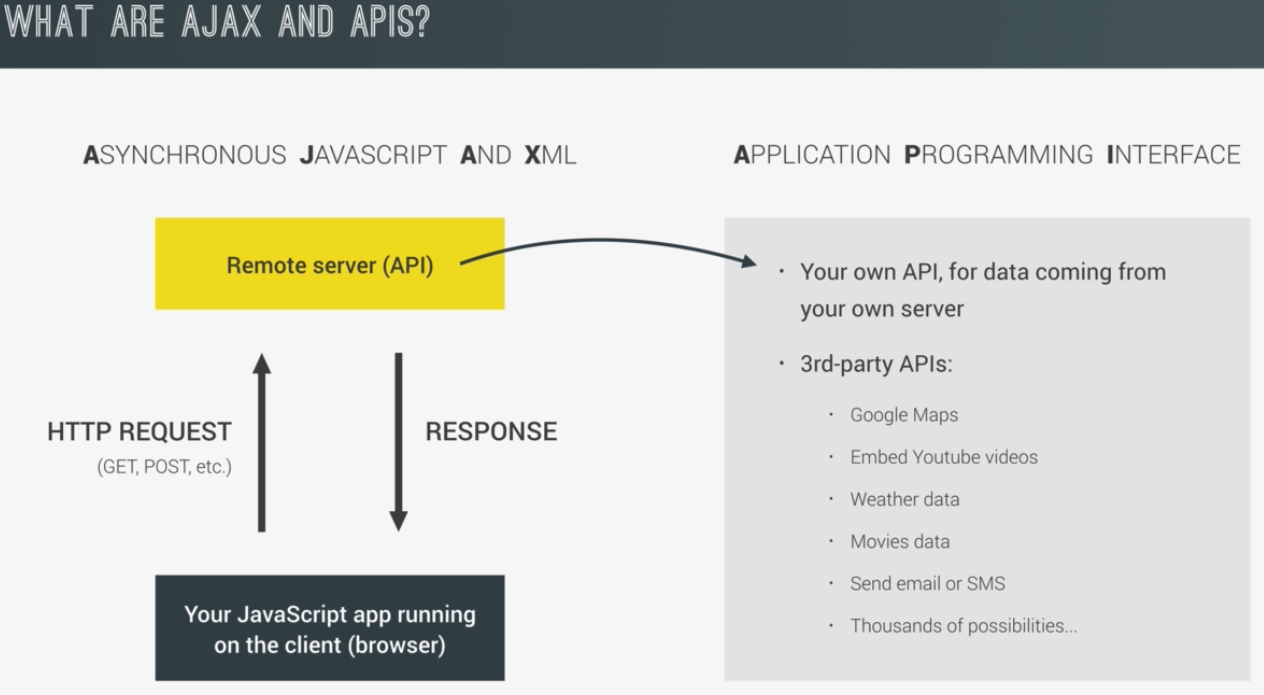 WHAT ARE AJAX AND APIS?
ASYNCHRONOUS JAVASCRIPT AND XML
Remote server (API)
HTTP REQUEST
(GET, POST, etc.)
RESPONSE
Your JavaScript app running
on the client (browser)
APPLICATION PROGRAMMING INTERFACE
· Your own API, for data coming from
your own server
· 3rd-party APIs:
· Google Maps
· Embed Youtube videos
· Weather data
· Movies data
· Send email or SMS
· Thousands of possibilities...